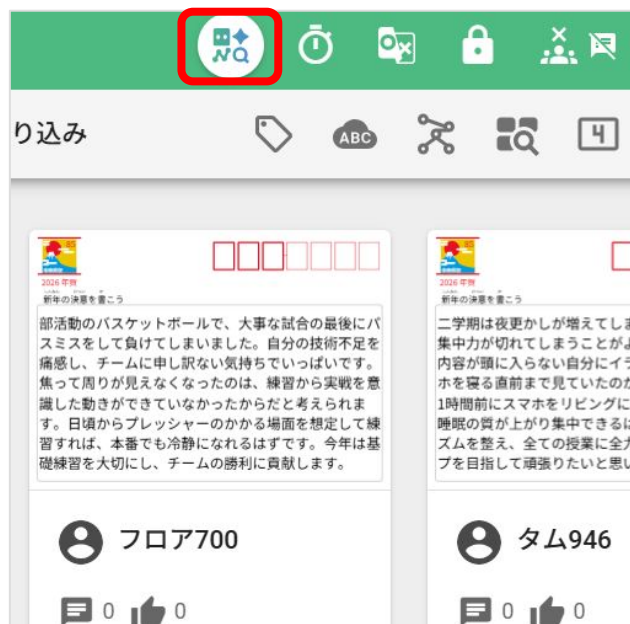 り込み
ABC
4
85
2026 年賀
新年の決意を書こう
部活動のバスケットボールで、大事な試合の最後にパ
スミスをして負けてしまいました。自分の技術不足を
痛感し、チームに申し訳ない気持ちでいっぱいです。
焦って周りが見えなくなったのは、練習から実戦を意
識した動きができていなかったからだと考えられま
す。日頃からプレッシャーのかかる場面を想定して練
習すれば、本番でも冷静になれるはずです。今年は基
礎練習を大切にし、チームの勝利に貢献します。
フロア700
0
0
85
2026 年賀
新年の決意を書こう
二学期は夜更かしが増えてしま
集中力が切れてしまうことがよ
内容が頭に入らない自分にイラ
ホを寝る直前まで見ていたのか
1時間前にスマホをリビングに
睡眠の質が上がり集中できるは
ズムを整え、全ての授業に全力
プを目指して頑張りたいと思い
タム946
0
0